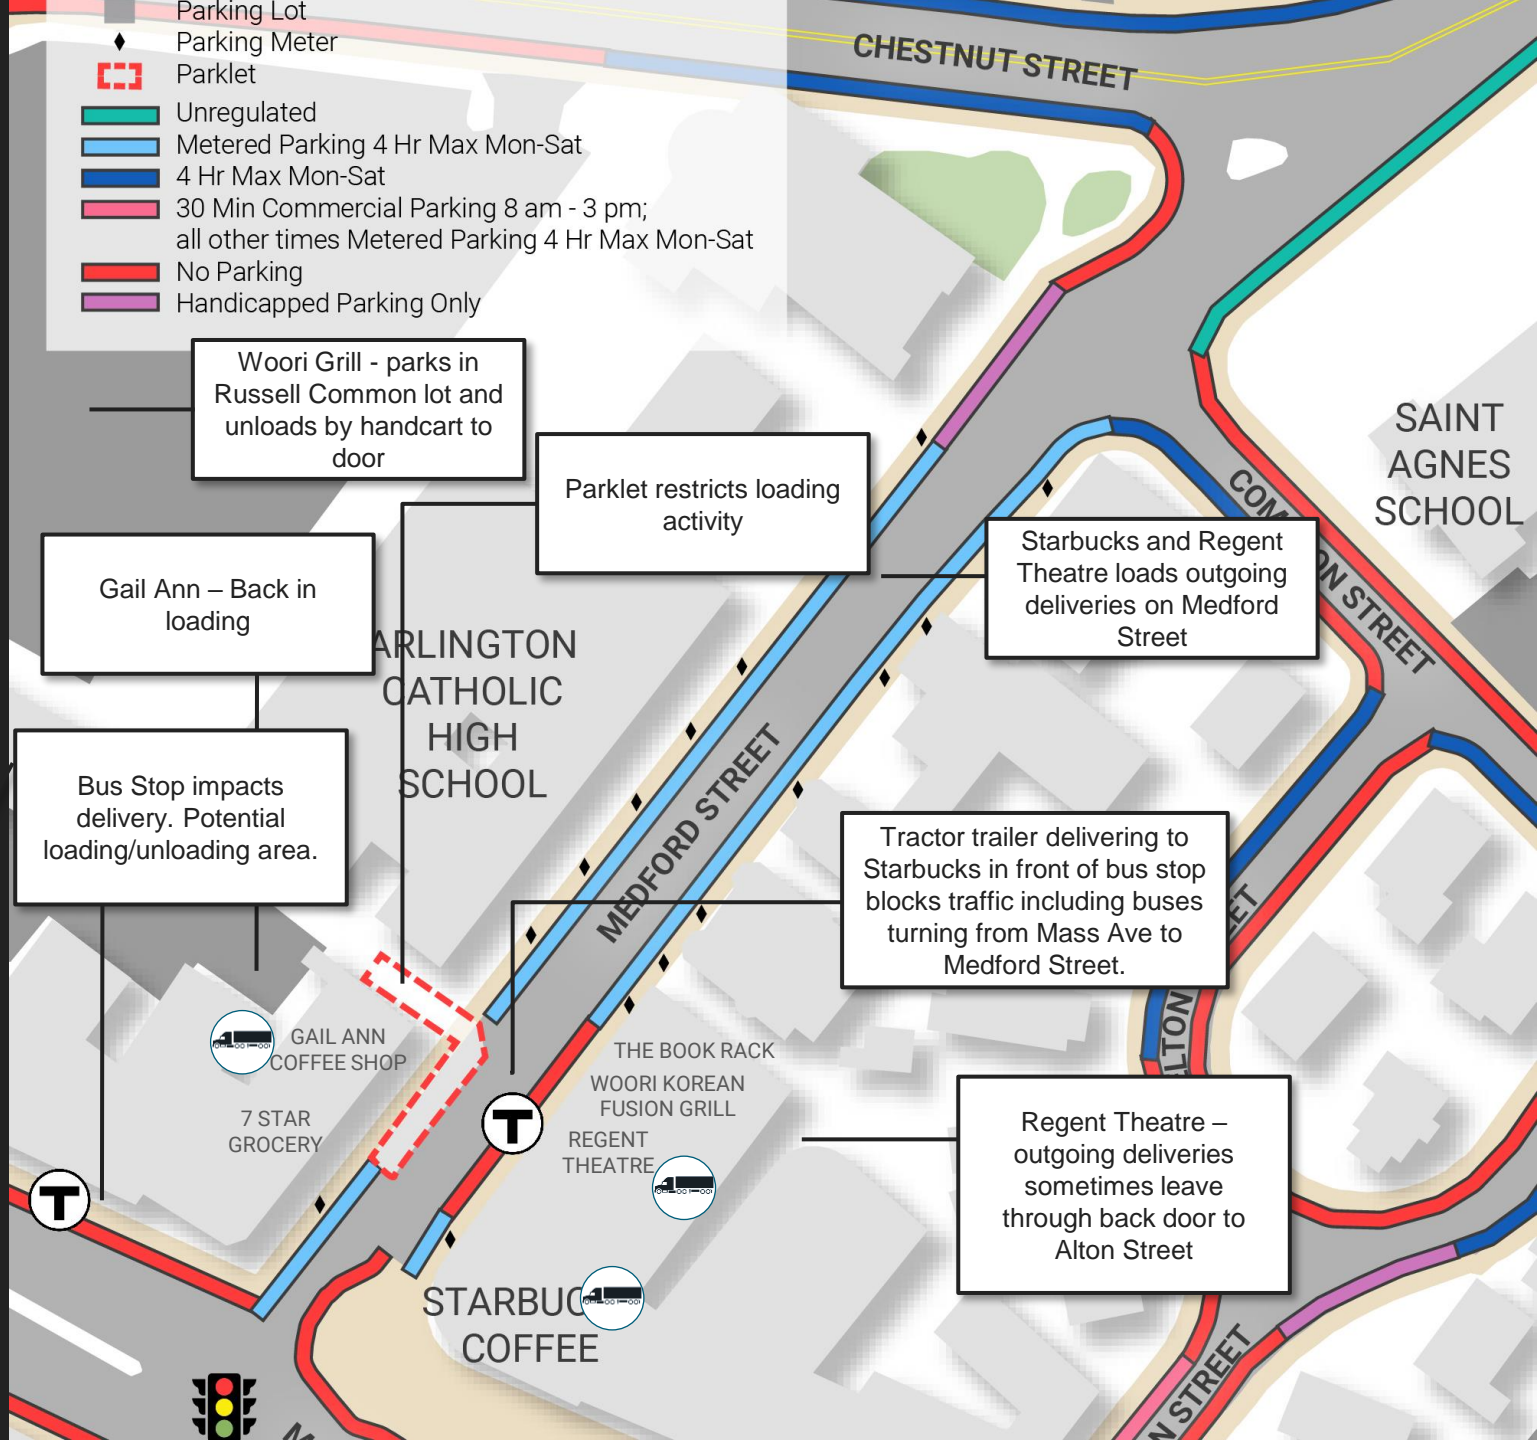 Parking Lot
Parking Meter
Parklet
Unregulated
Metered Parking 4 Hr Max Mon-Sat
4 Hr Max Mon-Sat
30 Min Commercial Parking 8 am - 3 pm;
all other times Metered Parking 4 Hr Max Mon-Sat
No Parking
Handicapped Parking Only
CHESTNUT STREET
Woori Grill - parks in
Russell Common lot and
unloads by handcart to
door
Parklet restricts loading
activity
SAINT
AGNES
SCHOOL
Starbucks and Regent
Theatre loads outgoing
deliveries on Medford
Street
STREET
Gail Ann – Back in
loading
ARLINGTON
CATHOLIC
HIGH
SCHOOL
Bus Stop impacts
delivery. Potential
loading/unloading area.
MEDFORD STREET
Tractor trailer delivering to
Starbucks in front of bus stop
blocks traffic including buses
turning from Mass Ave to
Medford Street.
GAIL ANN
COFFEE SHOP
7 STAR
GROCERY
T
T
THE BOOK RACK
WOORI KOREAN
FUSION GRILL
REGENT
THEATRE
Regent Theatre –
outgoing deliveries
sometimes leave
through back door to
Alton Street
STARBUC
COFFEE
STREET